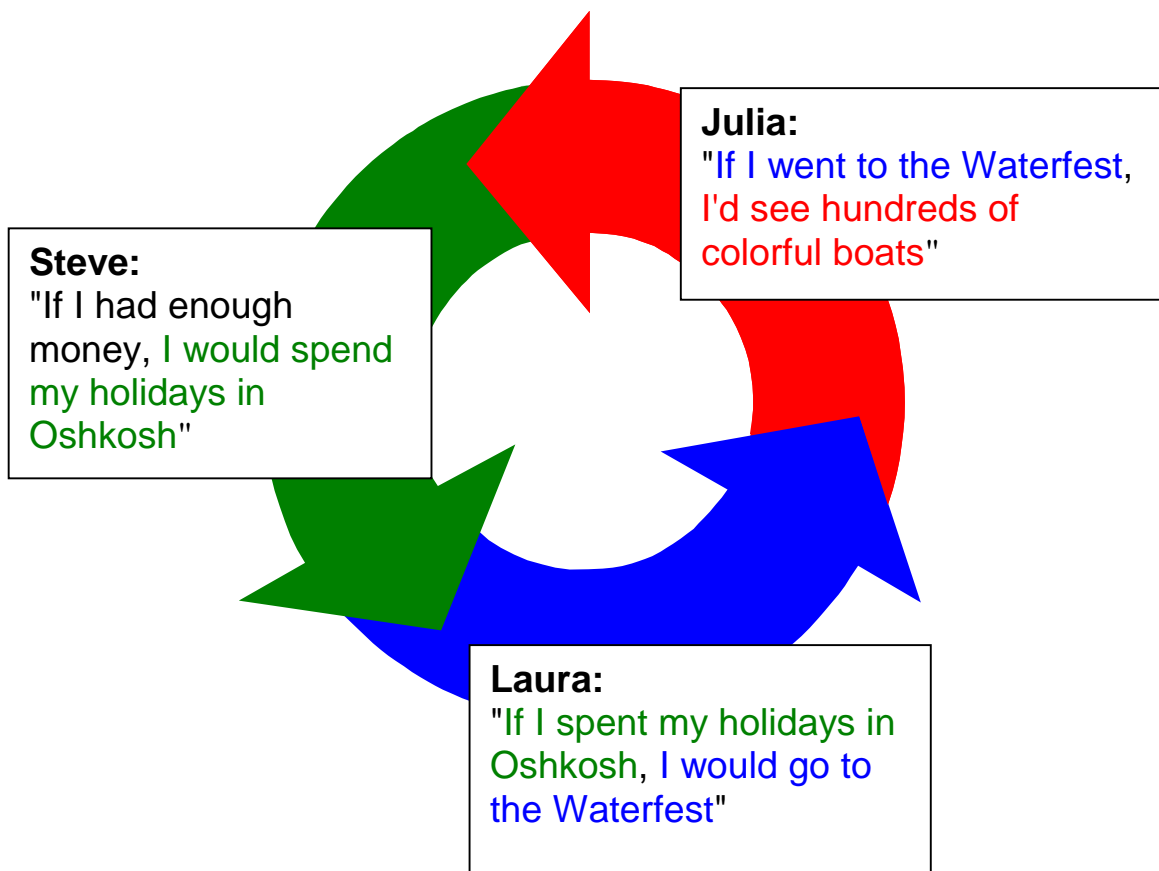 Steve:
"If I had enough
money, I would spend
my holidays in
Oshkosh"
Laura:
"If I spent my holidays in
Oshkosh, I would go to
the Waterfest"
Julia:
"If I went to the Waterfest,
I'd see hundreds of
colorful boats"